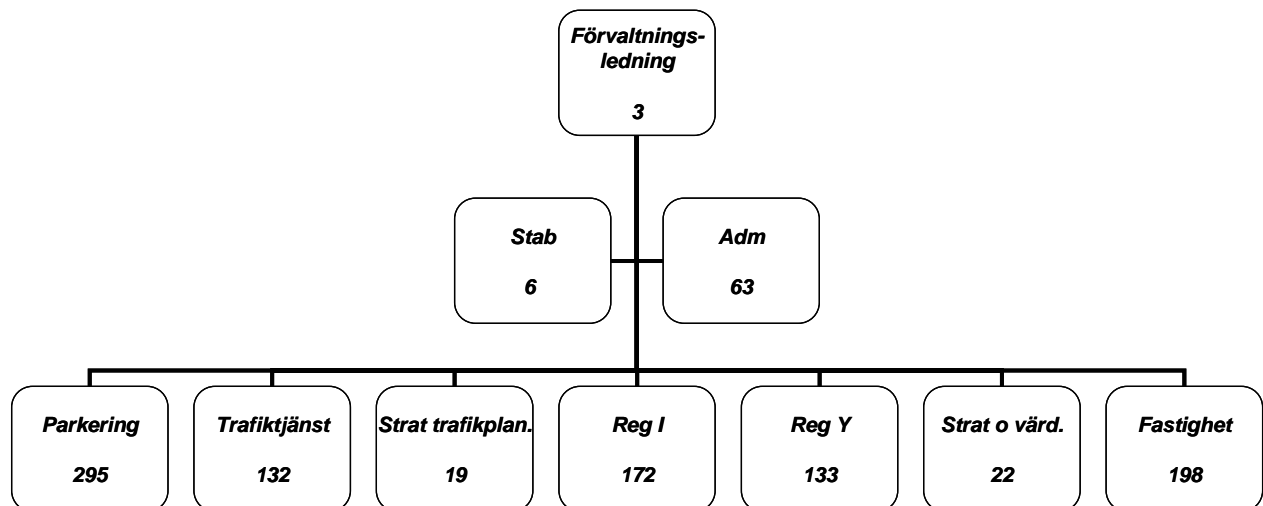 Förvaltnings-
ledning
3
Stab
6
Adm
63
Parkering
295
Trafiktjänst
132
Strat trafikplan.
19
Reg I
172
Reg Y
133
Strat o värd.
22
Fastighet
198